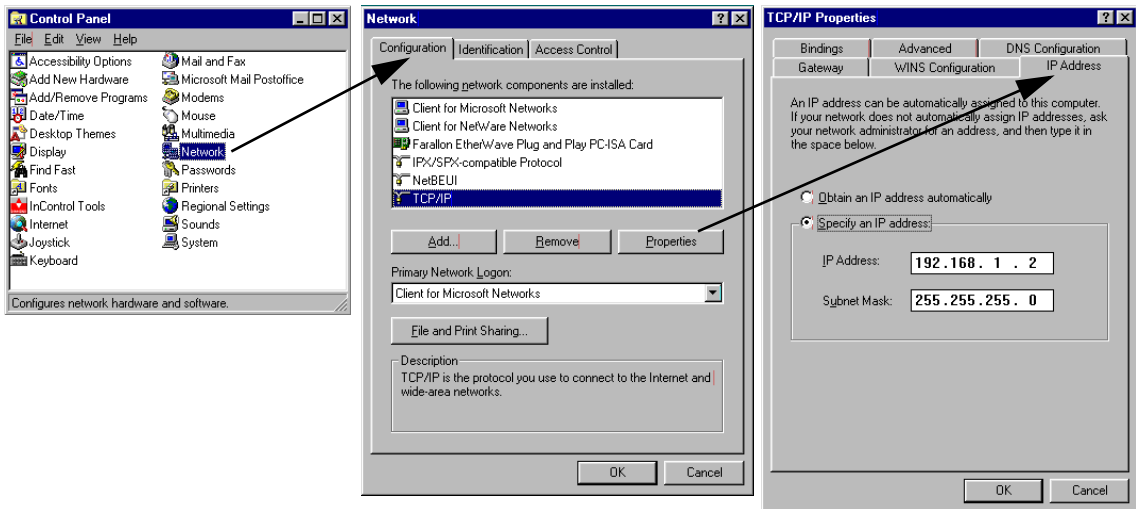 Control Panel
File Edit View Help
Accessibility Options
Add New Hardware
Add/Remove Programs
Date/Time
Desktop Themes
Display
Find Fast
Fonts
InControl Tools
Internet
Joystick
Keyboard
Mail and Fax
Microsoft Mail Postoffice
Modems
Mouse
Multimedia
Network
Passwords
Printers
Regional Settings
Sounds
System
Configures network hardware and software.
Network
Configuration Identification Access Control
The following network components are installed:
Client for Microsoft Networks
Client for NetWare Networks
Farallon EtherWave Plug and Play PC-ISA Card
IPX/SPX-compatible Protocol
NetBEUI
TCP/IP
Add... Remove Properties
Primary Network Logon:
Client for Microsoft Networks
File and Print Sharing...
Description
TCP/IP is the protocol you use to connect to the Internet and
wide-area networks.
OK Cancel
TCP/IP Properties
Bindings Advanced DNS Configuration
Gateway WINS Configuration IP Address
An IP address can be automatically assigned to this computer.
If your network does not automatically assign IP addresses, ask
your network administrator for an address, and then type it in
the space below.
Obtain an IP address automatically
Specify an IP address:
IP Address: 192.168. 1 . 2
Subnet Mask: 255.255.255. 0
OK Cancel